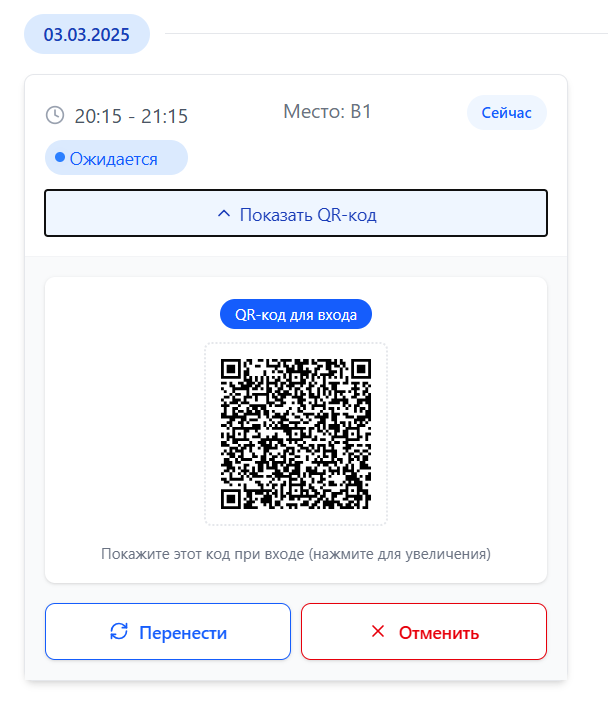 03.03.2025
20:15 - 21:15
Место: B1
Сейчас
Ожидается
Показать QR-код
QR-код для входа
Покажите этот код при входе (нажмите для увеличения)
Перенести
Отменить